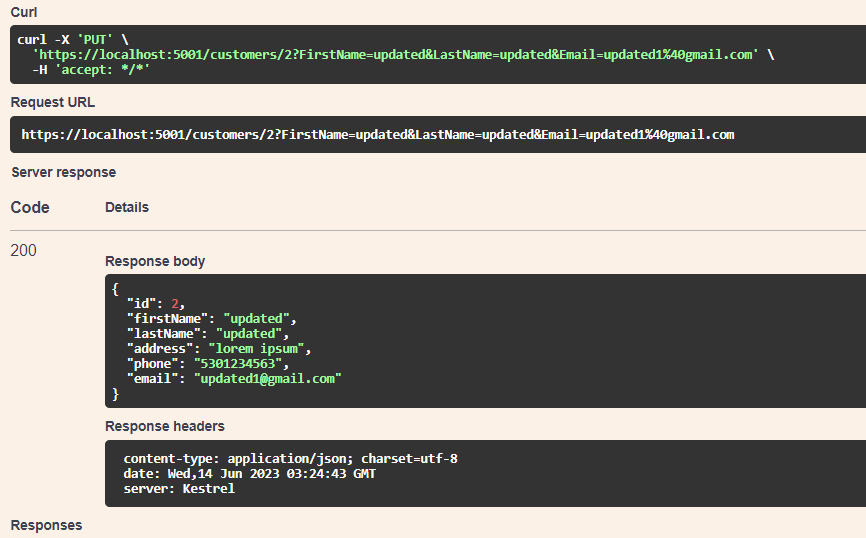 Curl
curl -X 'PUT' \
  'https://localhost:5001/customers/2?FirstName=updated&LastName=updated&Email=updated1%40gmail.com' \
  -H 'accept: */*'
Request URL
https://localhost:5001/customers/2?FirstName=updated&LastName=updated&Email=updated1%40gmail.com
Server response
Code Details
200
Response body
{
  "id": 2,
  "firstName": "updated",
  "lastName": "updated",
  "address": "lorem ipsum",
  "phone": "5301234563",
  "email": "updated1@gmail.com"
}
Response headers
content-type: application/json; charset=utf-8
date: Wed,14 Jun 2023 03:24:43 GMT
server: Kestrel
Responses